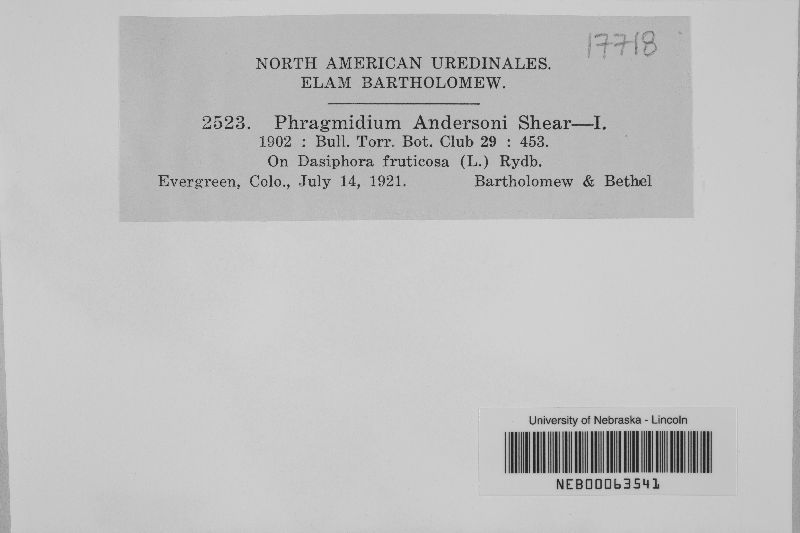 17718
NORTH AMERICAN UREDINALES.
ELAM BARTHOLOMEW.
2523. Phragmidium Andersoni Shear—I.
1902 : Bull. Torr. Bot. Club 29 : 453.
On Dasiphora fruticosa (L.) Rydb.
Evergreen, Colo., July 14, 1921. Bartholomew & Bethel
University of Nebraska - Lincoln
NEB00063541